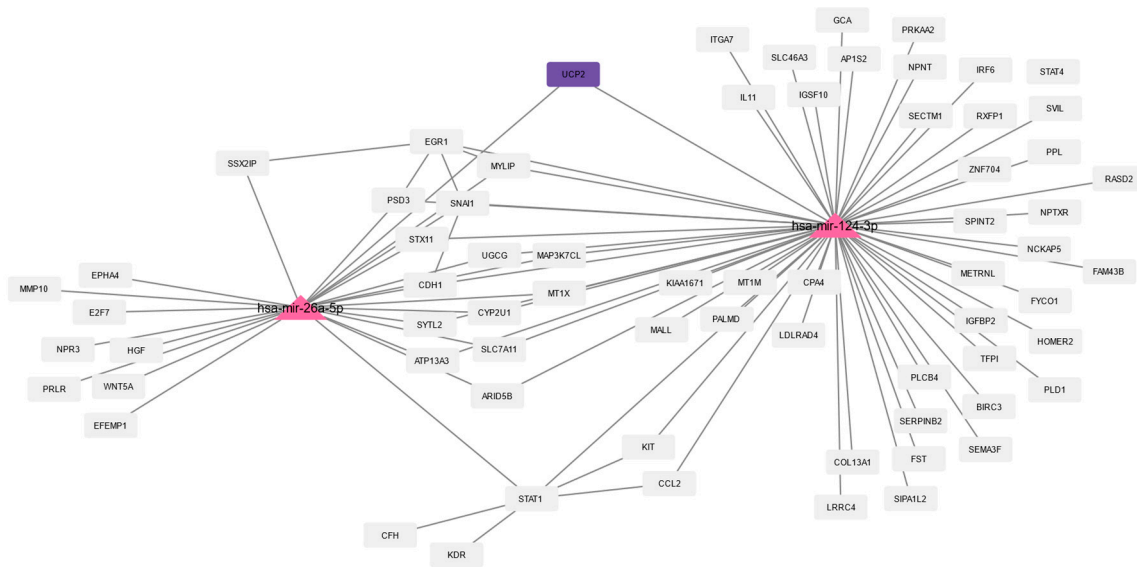 GCA
PRKAA2
ITGA7
SLC46A3
AP1S2
NPNT
IRF6
STAT4
UCP2
IL11
IGSF10
SECTM1
RXFP1
SVIL
EGR1
SSX2IP
MYLIP
ZNF704
PPL
RASD2
PSD3
SNAI1
SPINT2
NPTXR
hsa-mir-124-3p
STX11
UGCG
MAP3K7CL
NCKAP5
FAM43B
EPHA4
MMP10
CDH1
MT1X
KIAA1671
MT1M
CPA4
METRNL
FYCO1
hsa-mir-26a-5p
E2F7
CYP2U1
SYTL2
MALL
PALMD
LDLRAD4
IGFBP2
HOMER2
NPR3
HGF
SLC7A11
ATP13A3
TFPI
PRLR
WNT5A
ARID5B
PLCB4
PLD1
BIRC3
EFEMP1
SERPINB2
SEMA3F
KIT
COL13A1
FST
CCL2
STAT1
LRRC4
SIPA1L2
CFH
KDR